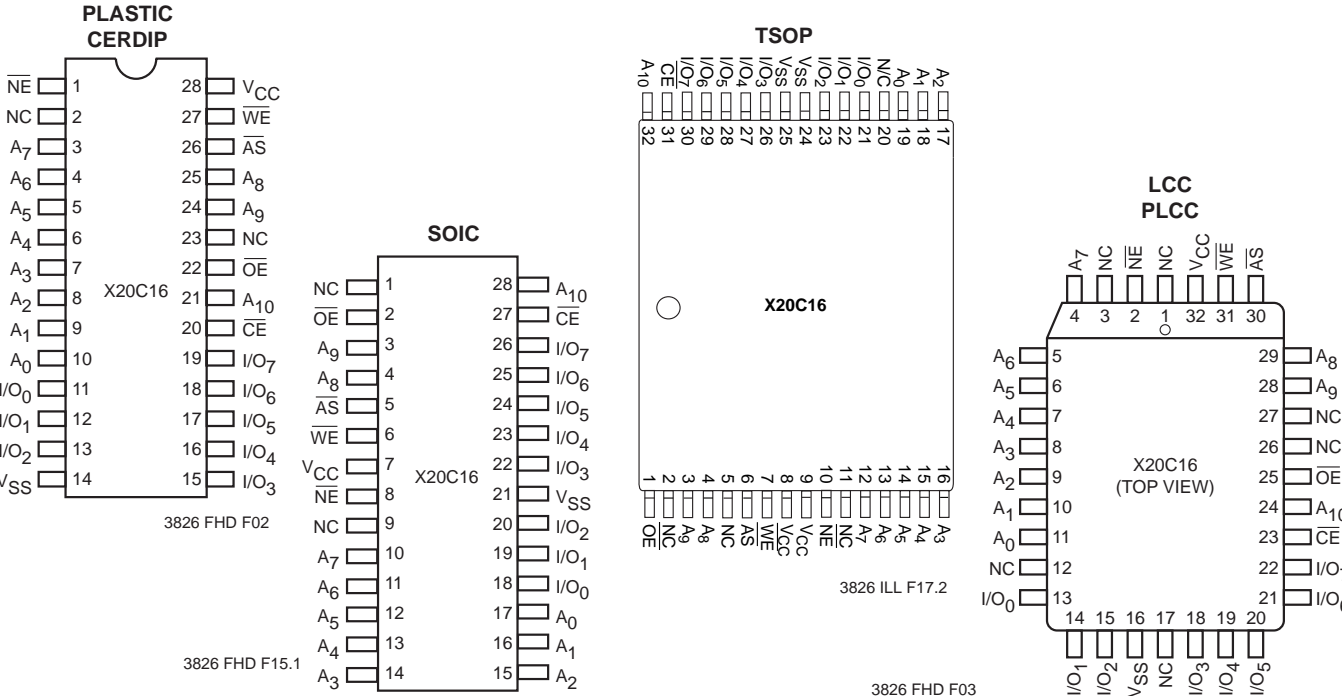 PLASTIC
CERDIP
NE 1 28 VCC
NC 2 27 WE
A7 3 26 AS
A6 4 25 A8
A5 5 24 A9
A4 6 23 NC
A3 7 22 OE
A2 8 X20C16 21 A10
A1 9 20 CE
A0 10 19 I/O7
I/O0 11 18 I/O6
I/O1 12 17 I/O5
I/O2 13 16 I/O4
VSS 14 15 I/O3
3826 FHD F02
SOIC
NC 1 28 A10
OE 2 27 CE
A9 3 26 I/O7
A8 4 25 I/O6
AS 5 24 I/O5
WE 6 23 I/O4
VCC 7 X20C16 22 I/O3
NE 8 21 VSS
NC 9 20 I/O2
A7 10 19 I/O1
A6 11 18 I/O0
A5 12 17 A0
A4 13 16 A1
A3 14 15 A2
3826 FHD F15.1
TSOP
A10 CE I/O7 I/O6 I/O5 I/O4 I/O3 VSS VSS I/O2 I/O1 I/O0 N/C A0 A1 A2
32 31 30 29 28 27 26 25 24 23 22 21 20 19 18 17
X20C16
1 2 3 4 5 6 7 8 9 10 11 12 13 14 15 16
OE NC A9 A8 NC AS WE VCC VCC NE NC A7 A6 A5 A4 A3
3826 ILL F17.2
LCC
PLCC
A7 NC NE NC VCC WE AS
4 3 2 1 32 31 30
A6 5 29 A8
A5 6 28 A9
A4 7 27 NC
A3 8 26 NC
A2 9 25 OE
A1 10 24 A10
A0 11 23 CE
NC 12 22 I/O
I/O0 13 21 I/O
X20C16
(TOP VIEW)
14 15 16 17 18 19 20
I/O1 I/O2 VSS NC I/O3 I/O4 I/O5
3826 FHD F03